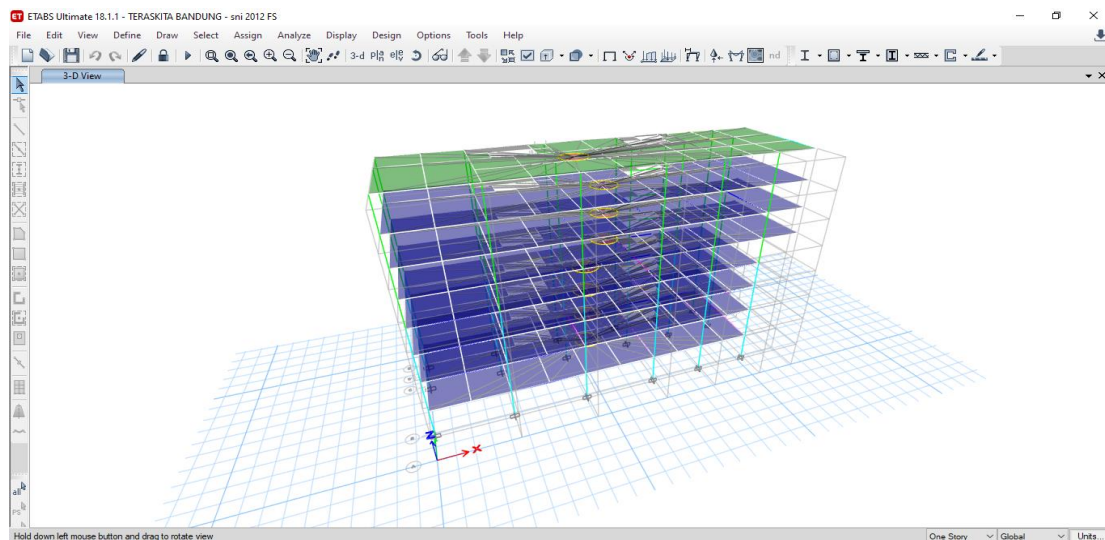 ETABS Ultimate 18.1.1 - TERASKITA BANDUNG - sni 2012 FS
File Edit View Define Draw Select Assign Analyze Display Design Options Tools Help
3-d nd
3-D View
Z X
all
ps
Hold down left mouse button and drag to rotate view One Story Global Units...